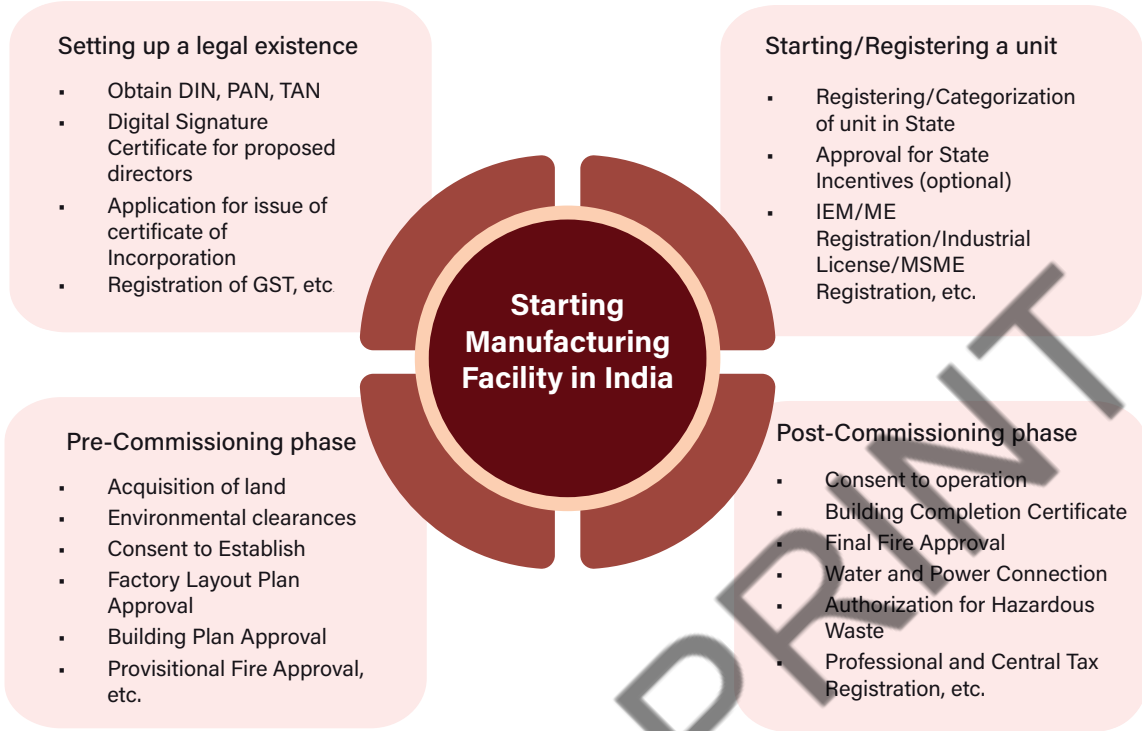 Setting up a legal existence
▪ Obtain DIN, PAN, TAN
▪ Digital Signature
Certificate for proposed
directors
▪ Application for issue of
certificate of
Incorporation
▪ Registration of GST, etc
Starting/Registering a unit
▪ Registering/Categorization
of unit in State
▪ Approval for State
Incentives (optional)
▪ IEM/ME
Registration/Industrial
License/MSME
Registration, etc.
Starting
Manufacturing
Facility in India
Pre-Commissioning phase
▪ Acquisition of land
▪ Environmental clearances
▪ Consent to Establish
▪ Factory Layout Plan
Approval
▪ Building Plan Approval
▪ Provisitional Fire Approval,
etc.
Post-Commissioning phase
▪ Consent to operation
▪ Building Completion Certificate
▪ Final Fire Approval
▪ Water and Power Connection
▪ Authorization for Hazardous
Waste
▪ Professional and Central Tax
Registration, etc.
PRINT